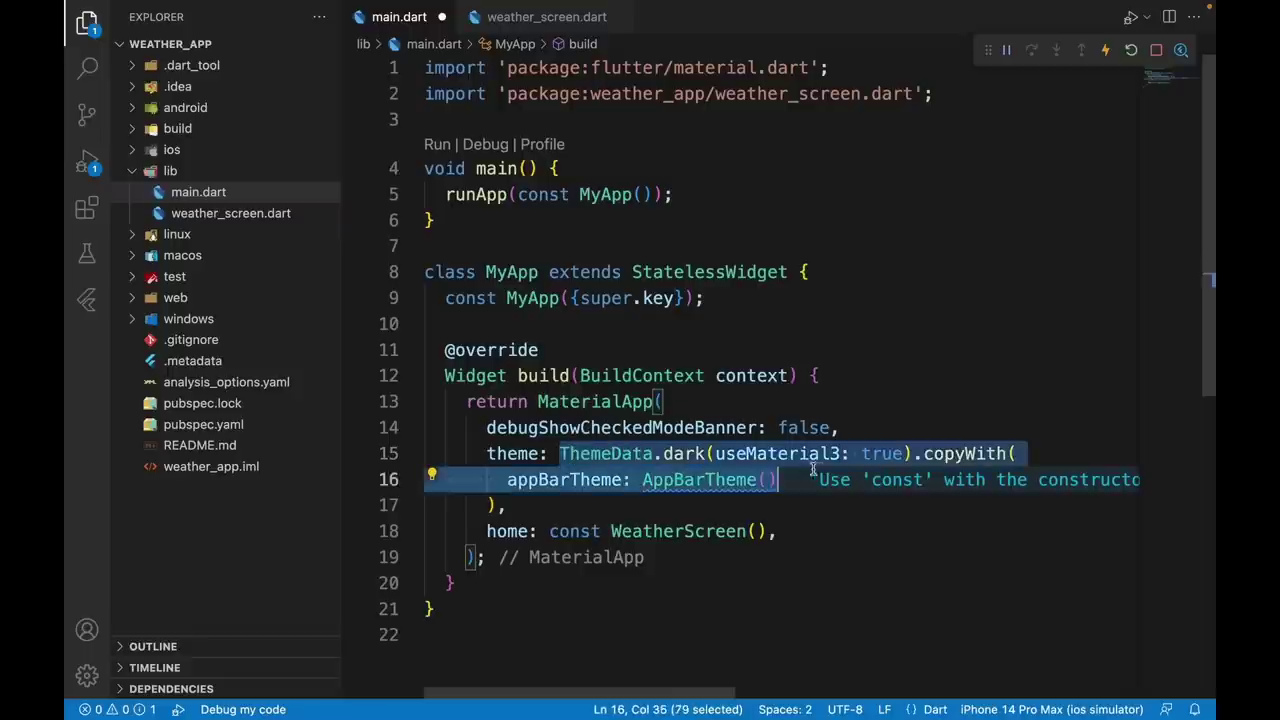 EXPLORER
main.dart
weather_screen.dart
WEATHER_APP
.dart_tool
.idea
android
build
ios
lib
main.dart
weather_screen.dart
linux
macos
test
web
windows
.gitignore
.metadata
analysis_options.yaml
pubspec.lock
pubspec.yaml
README.md
weather_app.iml
OUTLINE
TIMELINE
DEPENDENCIES
1
1
lib > main.dart > MyApp > build
1 import 'package:flutter/material.dart';
2 import 'package:weather_app/weather_screen.dart';
3
Run | Debug | Profile
4 void main() {
5 runApp(const MyApp());
6 }
7
8 class MyApp extends StatelessWidget {
9 const MyApp({super.key});
10
11 @override
12 Widget build(BuildContext context) {
13 return MaterialApp(
14 debugShowCheckedModeBanner: false,
15 theme: ThemeData.dark(useMaterial3: true).copyWith(
16 appBarTheme: AppBarTheme() "Use 'const' with the constructo
17 ),
18 home: const WeatherScreen(),
19 ); // MaterialApp
20 }
21 }
22
0 0 1 Debug my code Ln 16, Col 35 (79 selected) Spaces: 2 UTF-8 LF {} Dart iPhone 14 Pro Max (ios simulator)